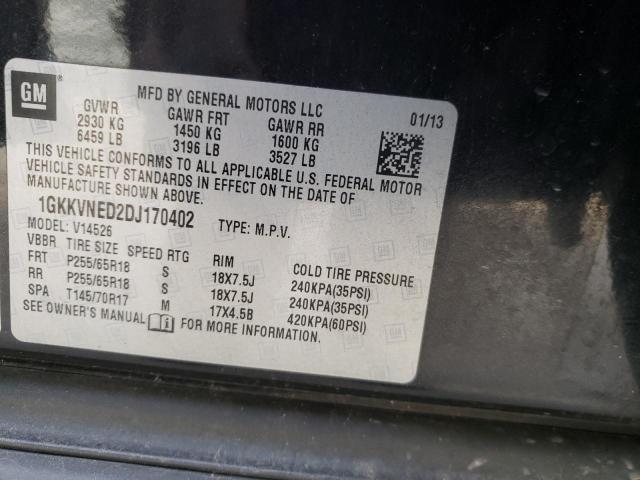 GM
MFD BY GENERAL MOTORS LLC
01/13
GVWR GAWR FRT GAWR RR
2930 KG 1450 KG 1600 KG
6459 LB 3196 LB 3527 LB
THIS VEHICLE CONFORMS TO ALL APPLICABLE U.S. FEDERAL MOTOR
VEHICLE SAFETY STANDARDS IN EFFECT ON THE DATE OF
MANUFACTURE SHOWN ABOVE.
1GKKVNED2DJ170402 TYPE: M.P.V.
MODEL: V14526
VBBR TIRE SIZE SPEED RTG RIM COLD TIRE PRESSURE
FRT P255/65R18 S 18X7.5J 240KPA(35PSI)
RR P255/65R18 S 18X7.5J 240KPA(35PSI)
SPA T145/70R17 M 17X4.5B 420KPA(60PSI)
SEE OWNER'S MANUAL FOR MORE INFORMATION.